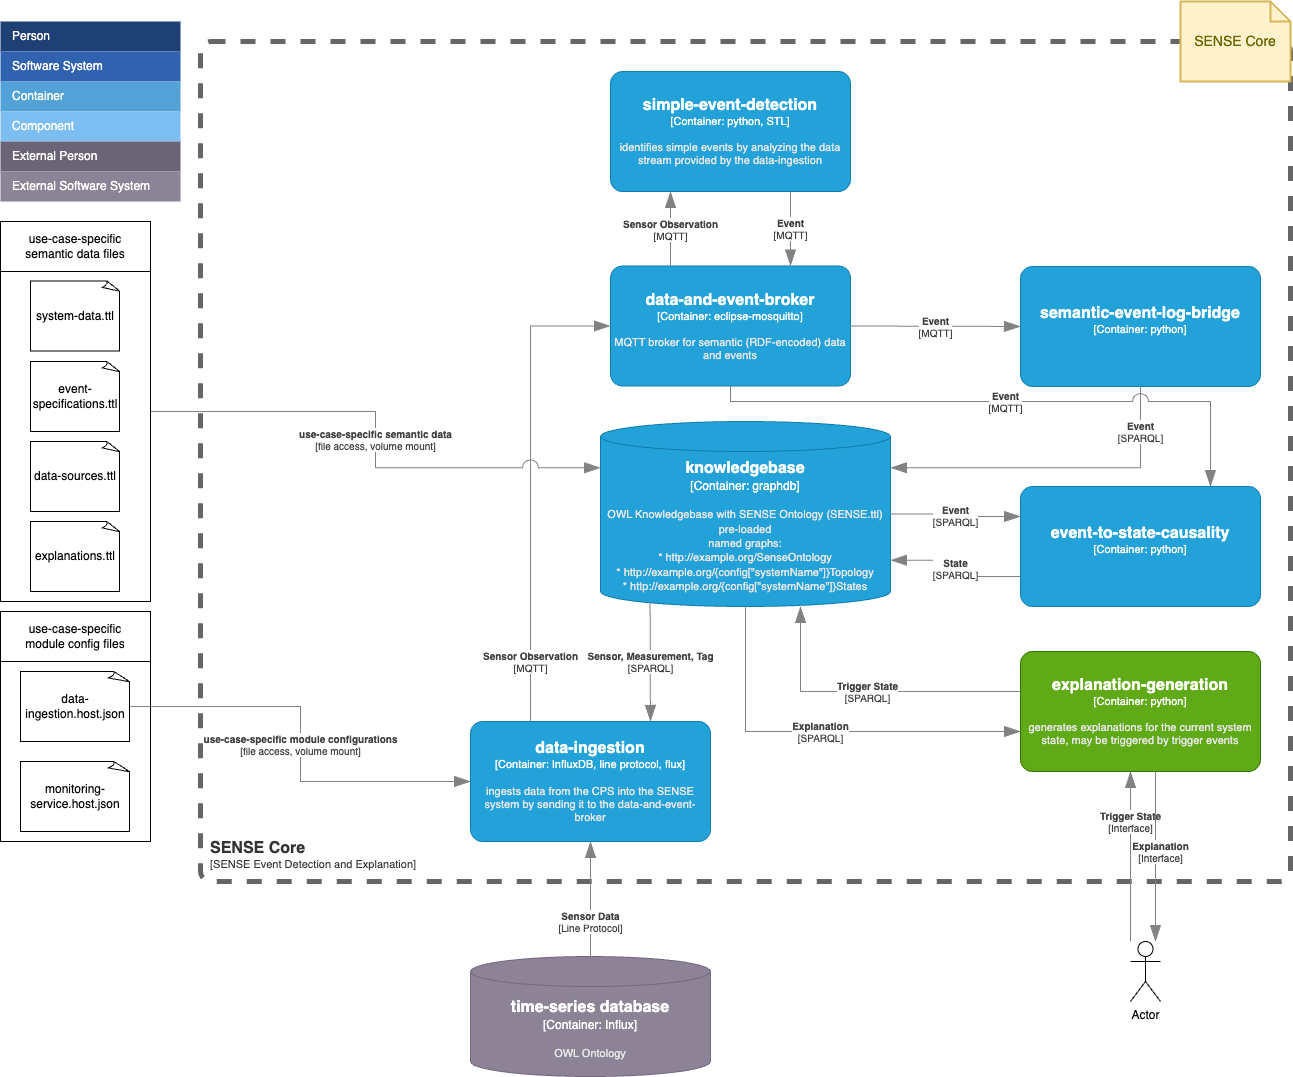 Person
Software System
Container
Component
External Person
External Software System
SENSE Core
use-case-specific
semantic data files
system-data.ttl
event-
specifications.ttl
data-sources.ttl
explanations.ttl
use-case-specific
module config files
data-
ingestion.host.json
monitoring-
service.host.json
simple-event-detection
[Container: python, STL]
identifies simple events by analyzing the data
stream provided by the data-ingestion
Sensor Observation
[MQTT]
Event
[MQTT]
data-and-event-broker
[Container: eclipse-mosquitto]
MQTT broker for semantic (RDF-encoded) data
and events
Event
[MQTT]
semantic-event-log-bridge
[Container: python]
Event
[MQTT]
Event
[SPARQL]
use-case-specific semantic data
[file access, volume mount]
knowledgebase
[Container: graphdb]
OWL Knowledgebase with SENSE Ontology (SENSE.ttl)
pre-loaded
named graphs:
* http://example.org/SenseOntology
* http://example.org/{config["systemName"]}Topology
* http://example.org/{config["systemName"]}States
Event
[SPARQL]
State
[SPARQL]
event-to-state-causality
[Container: python]
Sensor Observation
[MQTT]
Sensor, Measurement, Tag
[SPARQL]
Trigger State
[SPARQL]
Explanation
[SPARQL]
explanation-generation
[Container: python]
generates explanations for the current system
state, may be triggered by trigger events
use-case-specific module configurations
[file access, volume mount]
data-ingestion
[Container: InfluxDB, line protocol, flux]
ingests data from the CPS into the SENSE
system by sending it to the data-and-event-
broker
Trigger State
[Interface]
Explanation
[Interface]
SENSE Core
[SENSE Event Detection and Explanation]
Sensor Data
[Line Protocol]
time-series database
[Container: Influx]
OWL Ontology
Actor